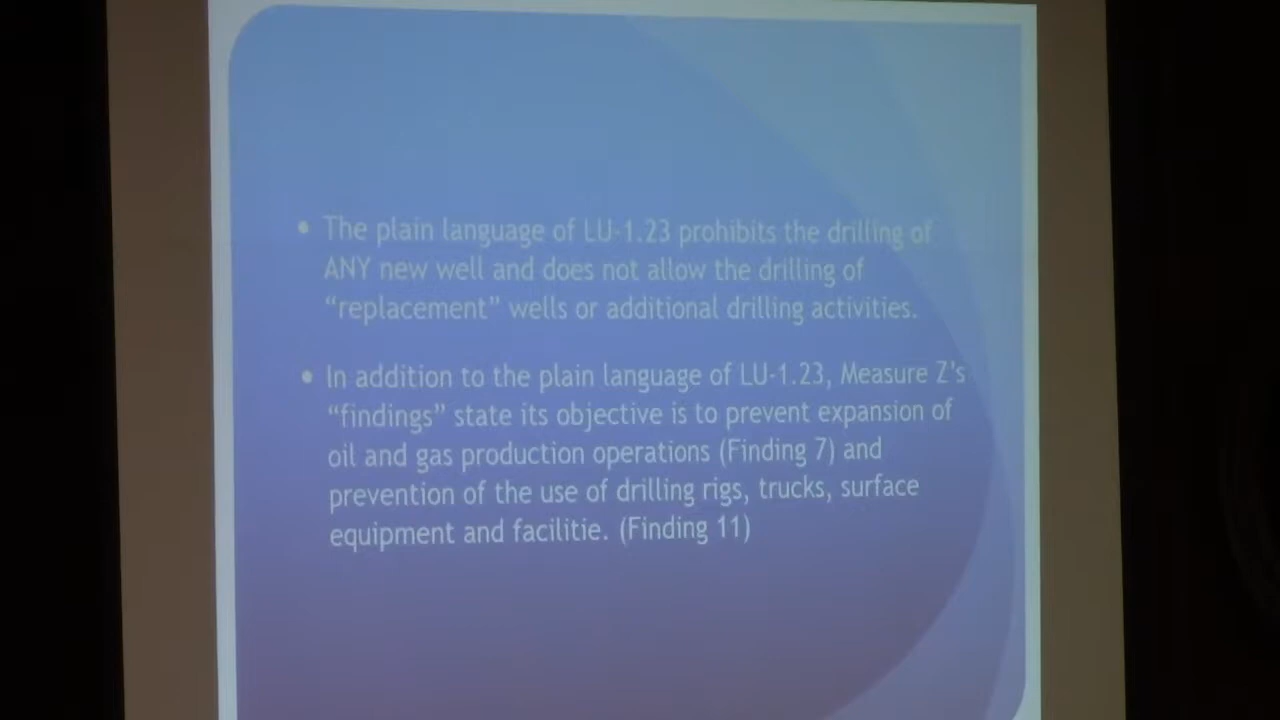 • The plain language of LU-1.23 prohibits the drilling of
ANY new well and does not allow the drilling of
“replacement” wells or additional drilling activities.
• In addition to the plain language of LU-1.23, Measure Z's
“findings” state its objective is to prevent expansion of
oil and gas production operations (Finding 7) and
prevention of the use of drilling rigs, trucks, surface
equipment and facilitie. (Finding 11)